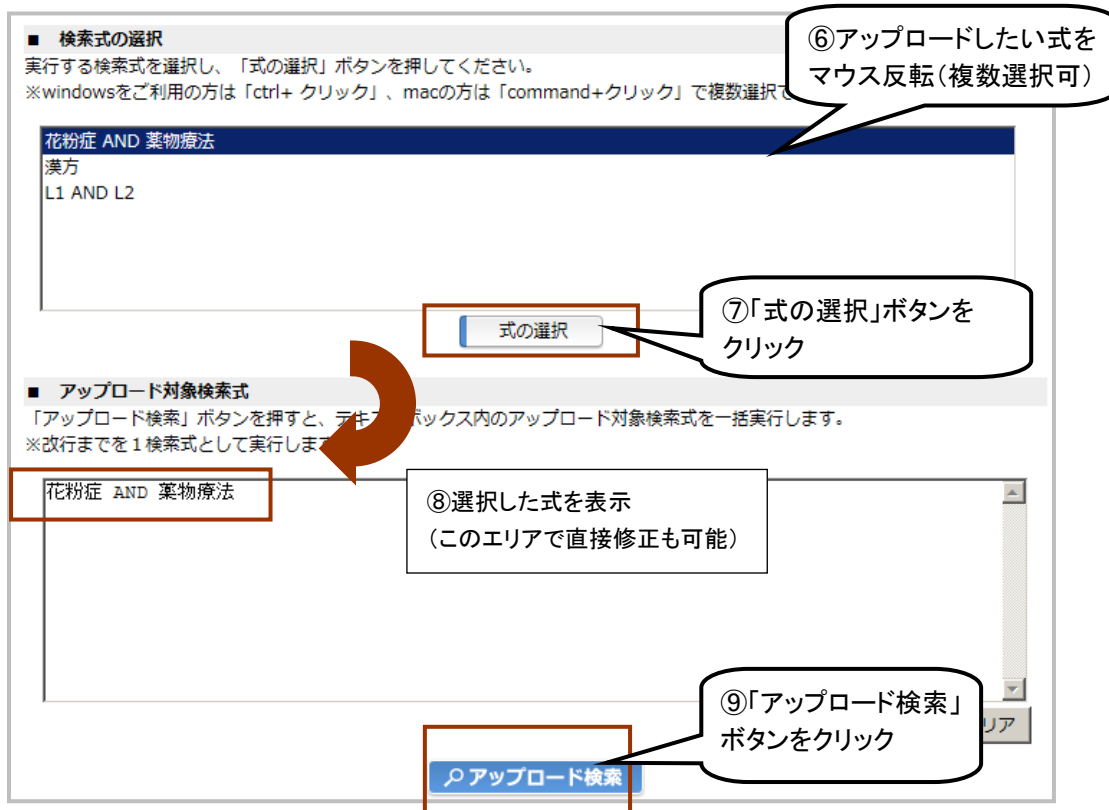 ■ 検索式の選択
⑥アップロードしたい式を
マウス反転(複数選択可)
実行する検索式を選択し、「式の選択」ボタンを押してください。
※windowsをご利用の方は「ctrl+ クリック」、macの方は「command+クリック」で複数選択で
花粉症 AND 薬物療法
漢方
L1 AND L2
⑦「式の選択」ボタンを
クリック
式の選択
■ アップロード対象検索式
「アップロード検索」ボタンを押すと、テキス ボックス内のアップロード対象検索式を一括実行します。
※改行までを１検索式として実行しま
花粉症 AND 薬物療法
⑧選択した式を表示
(このエリアで直接修正も可能)
⑨「アップロード検索」
ボタンをクリック
リア
アップロード検索